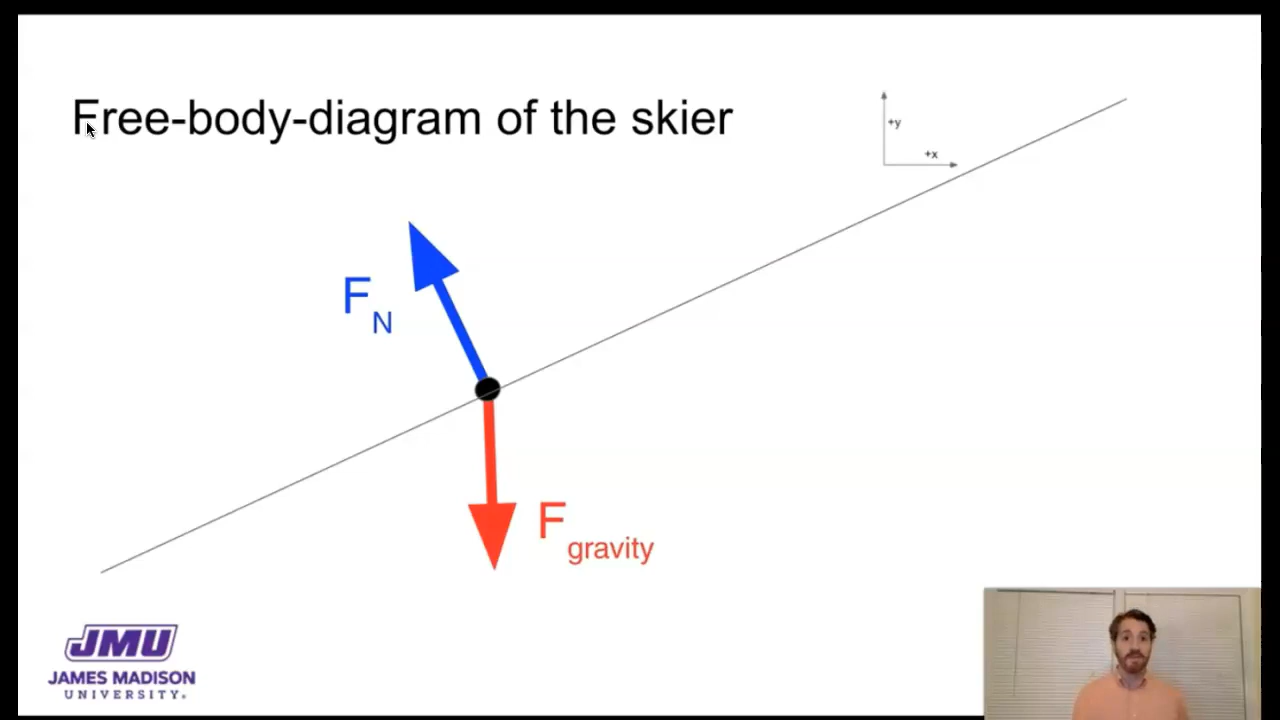 Free-body-diagram of the skier
+y
+x
F N
F gravity
JMU
JAMES MADISON
UNIVERSITY.